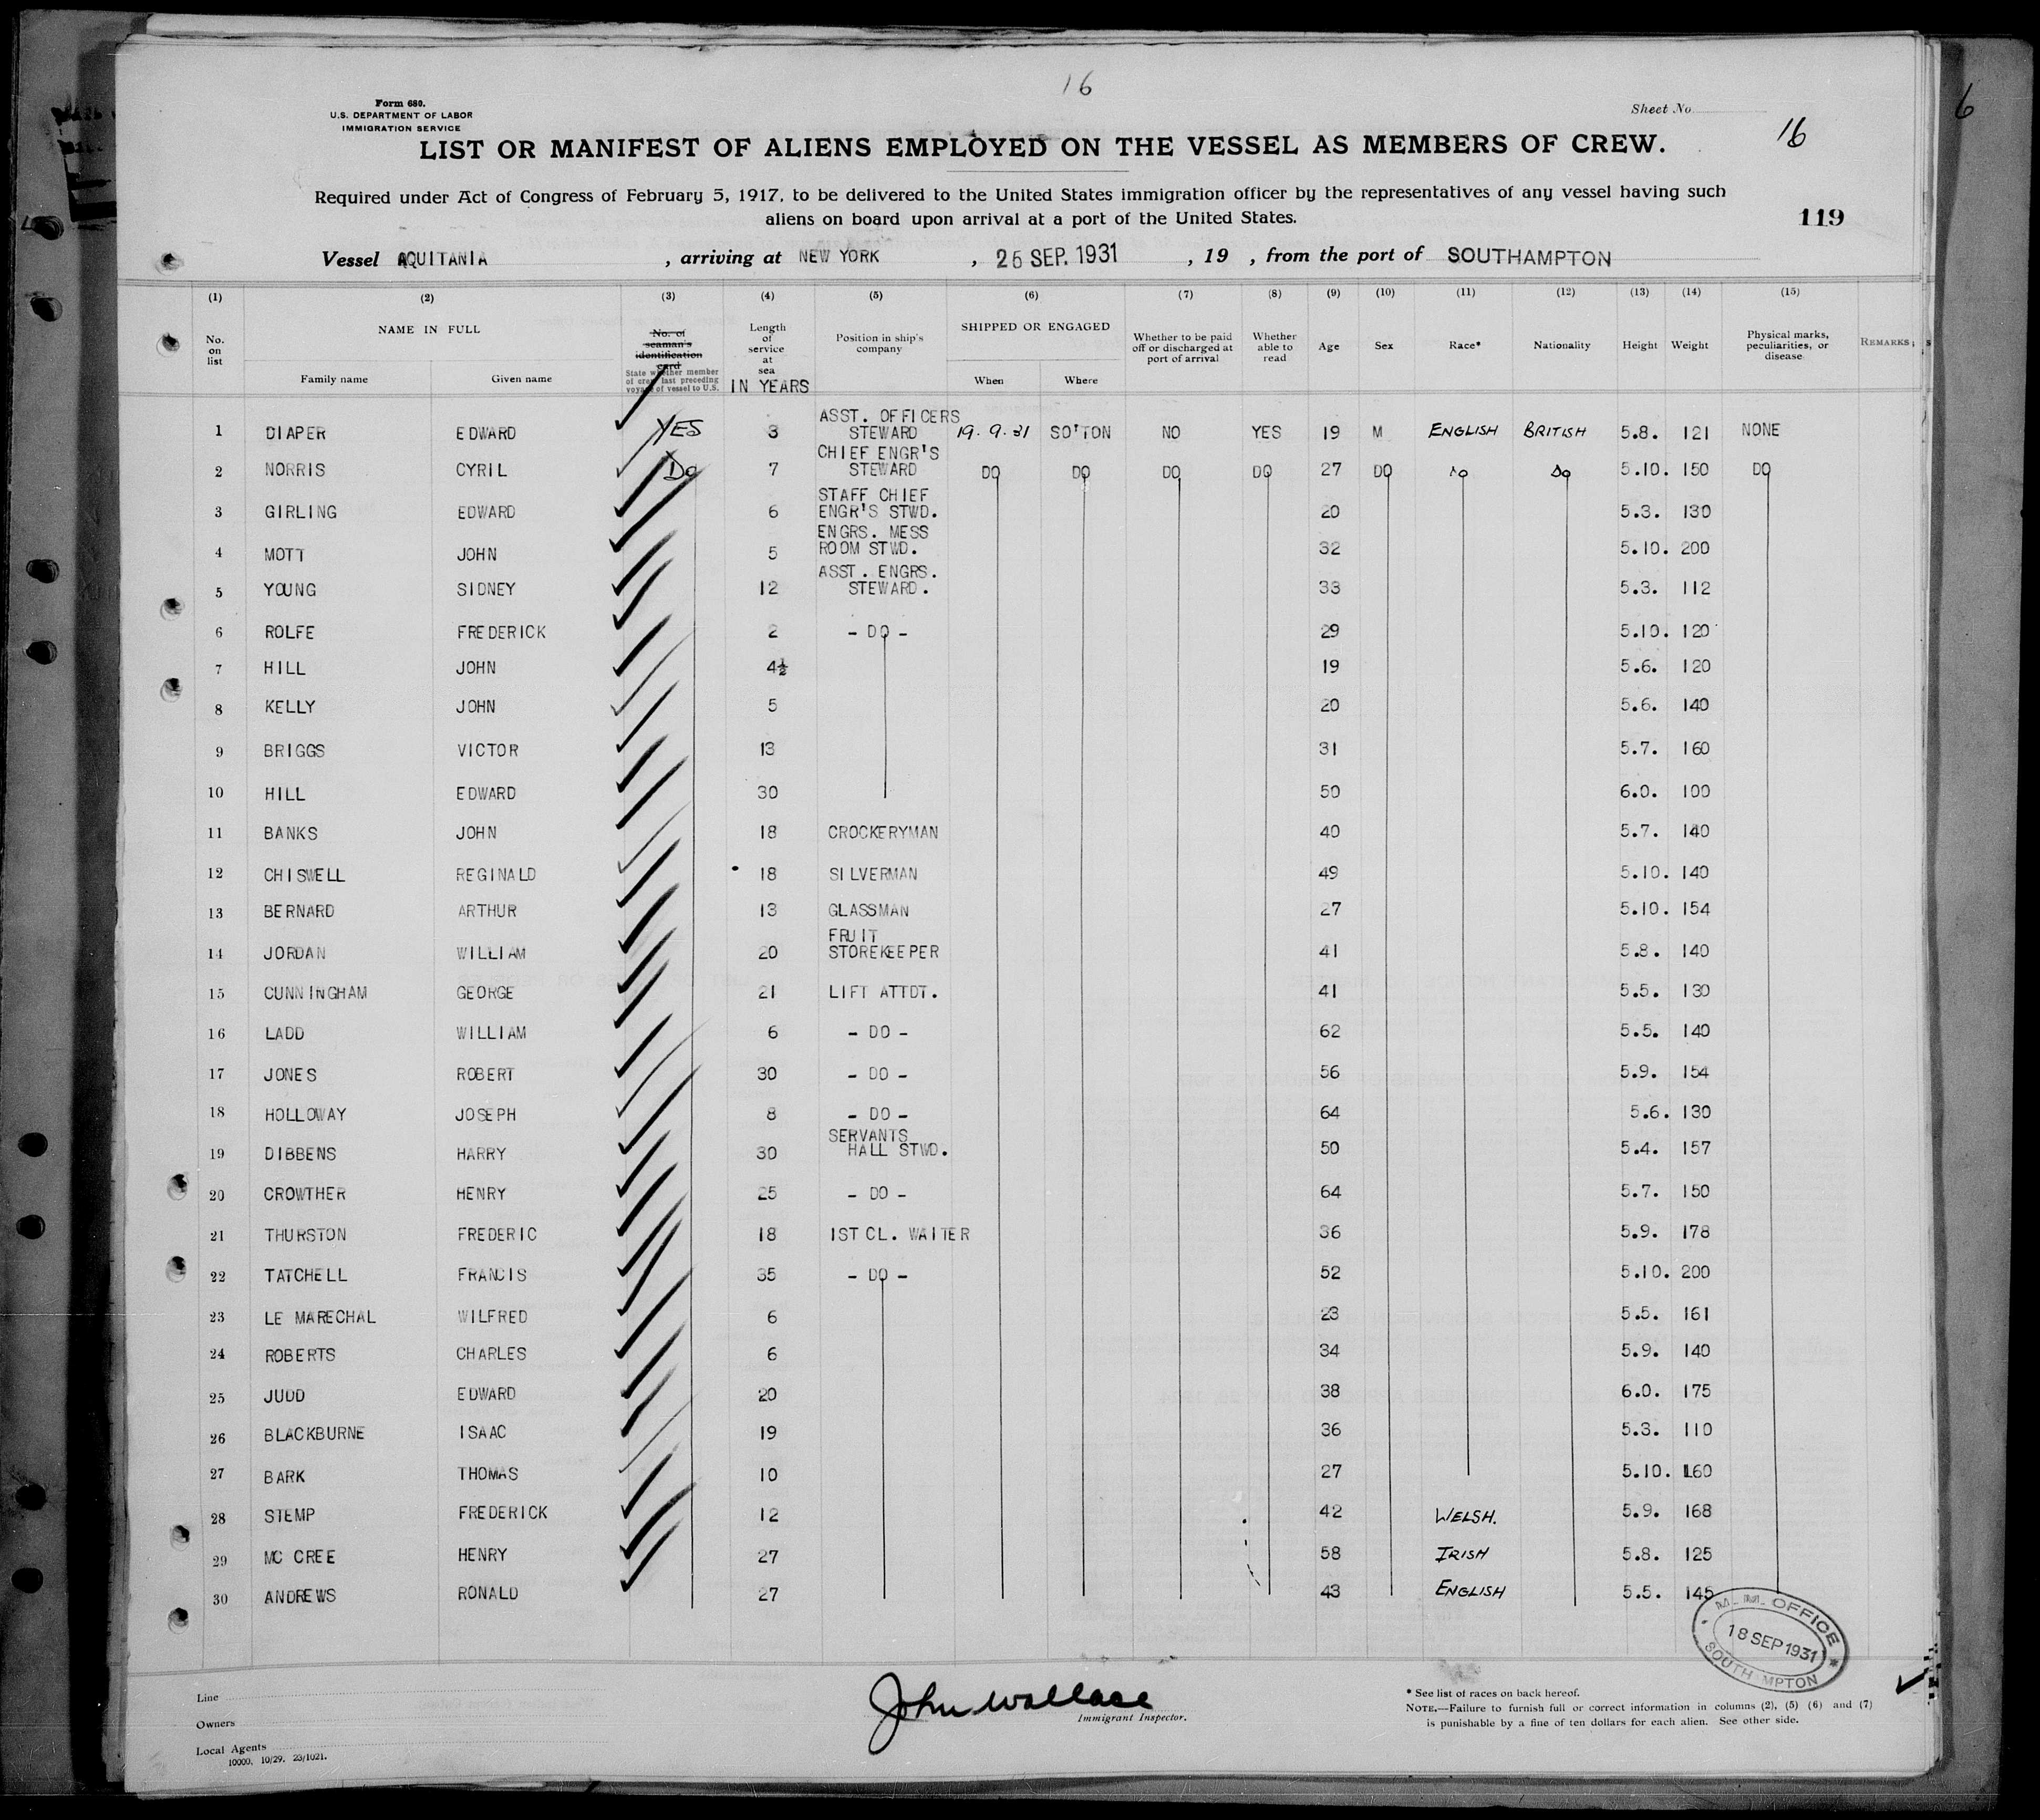 16
Form 680.
U.S. DEPARTMENT OF LABOR
IMMIGRATION SERVICE
Sheet No.
16
6
LIST OR MANIFEST OF ALIENS EMPLOYED ON THE VESSEL AS MEMBERS OF CREW.
Required under Act of Congress of February 5, 1917, to be delivered to the United States immigration officer by the representatives of any vessel having such
aliens on board upon arrival at a port of the United States.
119
Vessel AQUITANIA , arriving at NEW YORK , 25 SEP. 1931 , 19 , from the port of SOUTHAMPTON
(1) (2) (3) (4) (5) (6) (7) (8) (9) (10) (11) (12) (13) (14) (15)
No. on list
NAME IN FULL
Family name Given name
No. of seaman's identification card
State whether member of crew last preceding voyage of vessel to U.S.
Length of service at sea
IN YEARS
Position in ship's company
SHIPPED OR ENGAGED
When Where
Whether to be paid off or discharged at port of arrival
Whether able to read
Age Sex Race* Nationality Height Weight
Physical marks, peculiarities, or disease
REMARKS
1 DIAPER EDWARD YES 3 ASST. OFFICERS STEWARD 19.9.31 SO'TON NO YES 19 M ENGLISH BRITISH 5.8. 121 NONE
2 NORRIS CYRIL Do 7 CHIEF ENGR'S STEWARD DO DO DO DO 27 DO Do Do 5.10. 150 DO
3 GIRLING EDWARD 6 STAFF CHIEF ENGR'S STWD. 20 5.3. 130
4 MOTT JOHN 5 ENGRS. MESS ROOM STWD. 32 5.10. 200
5 YOUNG SIDNEY 12 ASST. ENGRS. STEWARD. 33 5.3. 112
6 ROLFE FREDERICK 2 - DO - 29 5.10. 120
7 HILL JOHN 4½ 19 5.6. 120
8 KELLY JOHN 5 20 5.6. 140
9 BRIGGS VICTOR 13 31 5.7. 160
10 HILL EDWARD 30 50 6.0. 100
11 BANKS JOHN 18 CROCKERYMAN 40 5.7. 140
12 CHISWELL REGINALD 18 SILVERMAN 49 5.10. 140
13 BERNARD ARTHUR 13 GLASSMAN 27 5.10. 154
14 JORDAN WILLIAM 20 FRUIT STOREKEEPER 41 5.8. 140
15 CUNNINGHAM GEORGE 21 LIFT ATTDT. 41 5.5. 130
16 LADD WILLIAM 6 - DO - 62 5.5. 140
17 JONES ROBERT 30 - DO - 56 5.9. 154
18 HOLLOWAY JOSEPH 8 - DO - 64 5.6. 130
19 DIBBENS HARRY 30 SERVANTS HALL STWD. 50 5.4. 157
20 CROWTHER HENRY 25 - DO - 64 5.7. 150
21 THURSTON FREDERIC 18 1ST CL. WAITER 36 5.9. 178
22 TATCHELL FRANCIS 35 - DO - 52 5.10. 200
23 LE MARECHAL WILFRED 6 23 5.5. 161
24 ROBERTS CHARLES 6 34 5.9. 140
25 JUDD EDWARD 20 38 6.0. 175
26 BLACKBURNE ISAAC 19 36 5.3. 110
27 BARK THOMAS 10 27 5.10. 160
28 STEMP FREDERICK 12 42 WELSH. 5.9. 168
29 MC CREE HENRY 27 58 IRISH 5.8. 125
30 ANDREWS RONALD 27 43 ENGLISH 5.5. 145
M.M. OFFICE
18 SEP 1931
SOUTHAMPTON
Line
Owners
Local Agents
10000. 10/29. 23/1021.
John Wallace
Immigrant Inspector.
* See list of races on back hereof.
NOTE.—Failure to furnish full or correct information in columns (2), (5) (6) and (7)
is punishable by a fine of ten dollars for each alien. See other side.